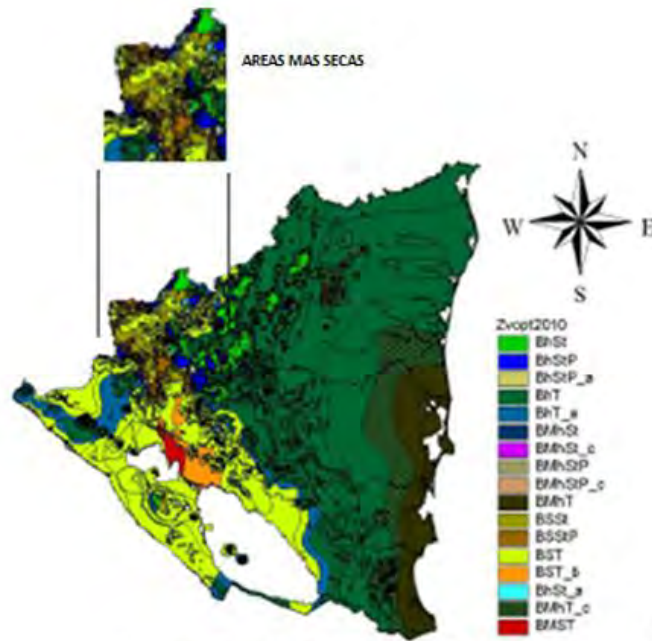 AREAS MAS SECAS
N
W E
S
Zvopt2010
BhSt
BhStP
BhStP_a
BhT
BhT_a
BMhSt
BMhSt_c
BMhStP
BMhStP_c
BMhT
BSSt
BSStP
BST
BST_b
BhSt_a
BMhT_c
BMST